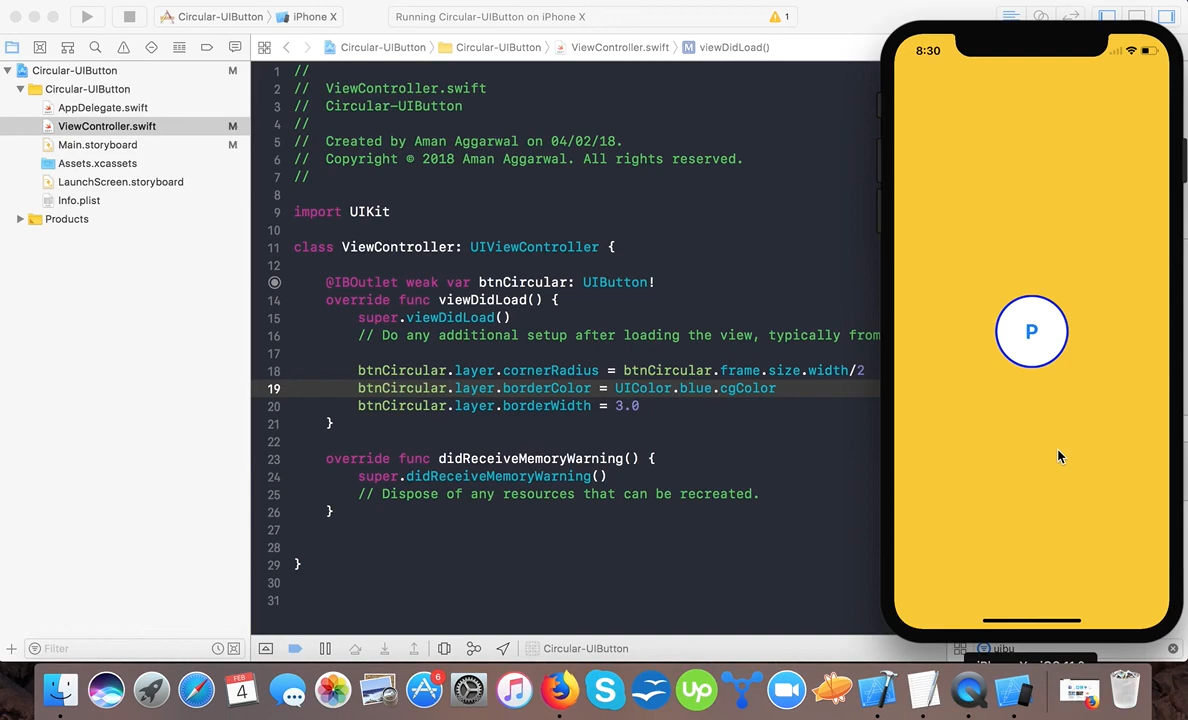 Circular-UIButton
iPhone X
Running Circular-UIButton on iPhone X
1
Circular-UIButton
Circular-UIButton
ViewController.swift
M
viewDidLoad()
Circular-UIButton
M
Circular-UIButton
AppDelegate.swift
ViewController.swift
M
Main.storyboard
M
Assets.xcassets
LaunchScreen.storyboard
Info.plist
Products
1 //
2 //  ViewController.swift
3 //  Circular-UIButton
4 //
5 //  Created by Aman Aggarwal on 04/02/18.
6 //  Copyright © 2018 Aman Aggarwal. All rights reserved.
7 //
8
9 import UIKit
10
11 class ViewController: UIViewController {
12
@IBOutlet weak var btnCircular: UIButton!
14 override func viewDidLoad() {
15 super.viewDidLoad()
16 // Do any additional setup after loading the view, typically from
17
18 btnCircular.layer.cornerRadius = btnCircular.frame.size.width/2
19 btnCircular.layer.borderColor = UIColor.blue.cgColor
20 btnCircular.layer.borderWidth = 3.0
21 }
22
23 override func didReceiveMemoryWarning() {
24 super.didReceiveMemoryWarning()
25 // Dispose of any resources that can be recreated.
26 }
27
28
29 }
30
31
8:30
P
Filter
Circular-UIButton
uibu
FEB
4
6
up